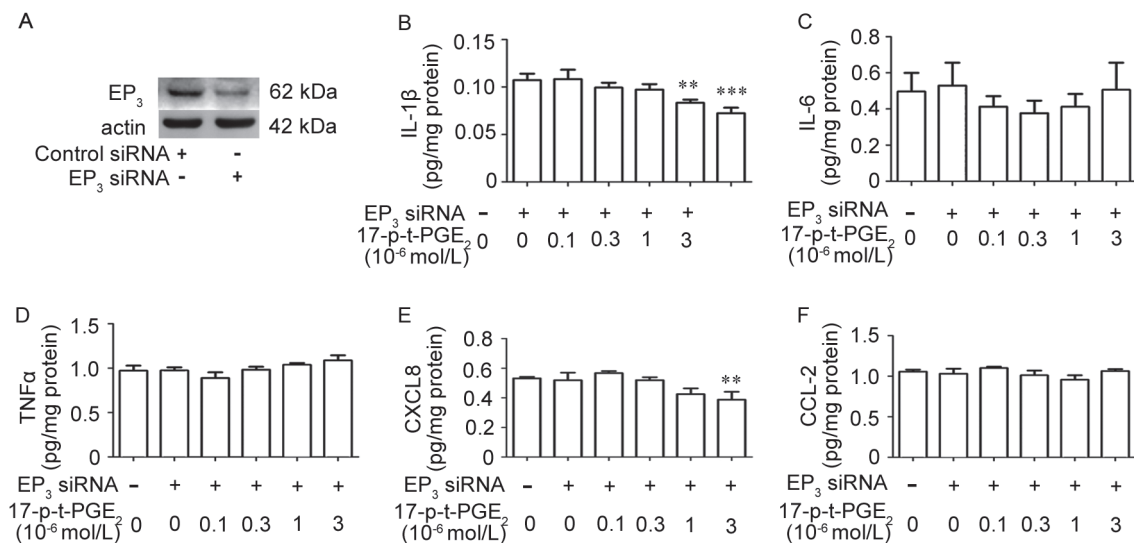 A
EP3 62 kDa
actin 42 kDa
Control siRNA + -
EP3 siRNA - +
B
IL-1β
(pg/mg protein)
0.15
0.10
0.05
0
** ***
EP3 siRNA - + + + + +
17-p-t-PGE2 0 0 0.1 0.3 1 3
(10-6 mol/L)
C
IL-6
(pg/mg protein)
0.8
0.6
0.4
0.2
0
EP3 siRNA - + + + + +
17-p-t-PGE2 0 0 0.1 0.3 1 3
(10-6 mol/L)
D
TNFα
(pg/mg protein)
1.5
1.0
0.5
0
EP3 siRNA - + + + + +
17-p-t-PGE2 0 0 0.1 0.3 1 3
(10-6 mol/L)
E
CXCL8
(pg/mg protein)
0.8
0.6
0.4
0.2
0
**
EP3 siRNA - + + + + +
17-p-t-PGE2 0 0 0.1 0.3 1 3
(10-6 mol/L)
F
CCL-2
(pg/mg protein)
1.5
1.0
0.5
0
EP3 siRNA - + + + + +
17-p-t-PGE2 0 0 0.1 0.3 1 3
(10-6 mol/L)